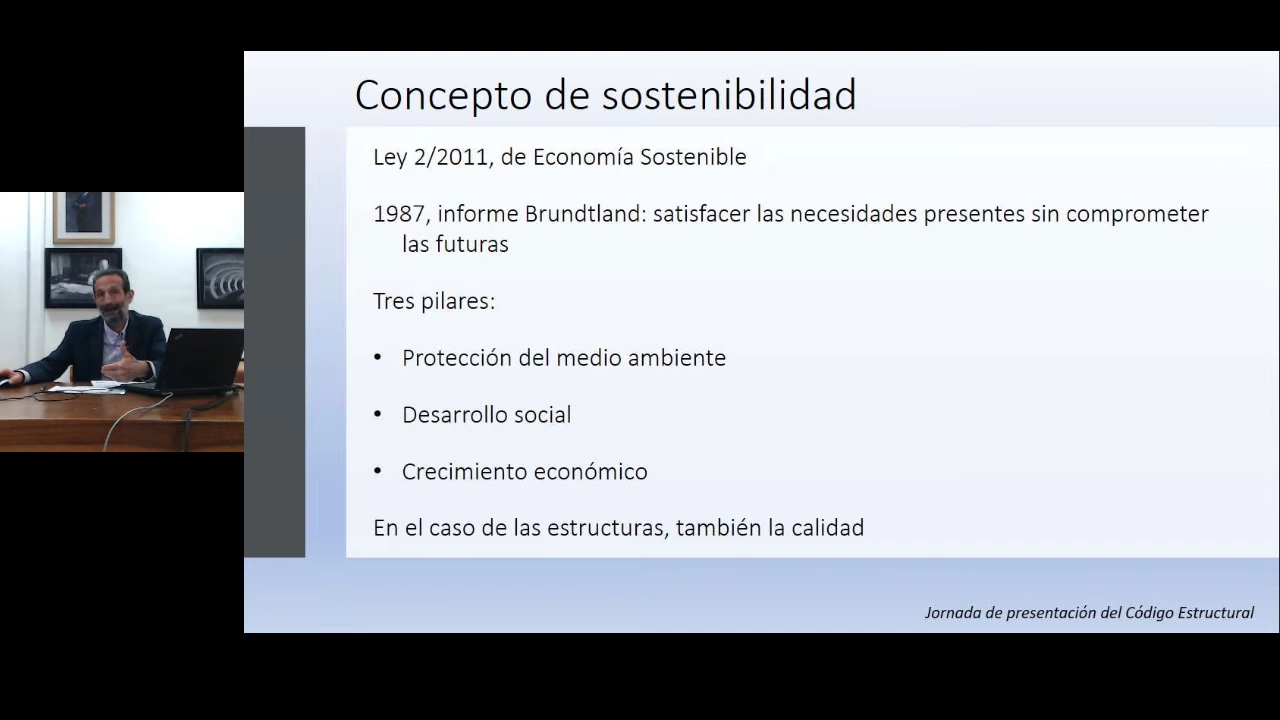 Concepto de sostenibilidad
Ley 2/2011, de Economía Sostenible
1987, informe Brundtland: satisfacer las necesidades presentes sin comprometer
las futuras
Tres pilares:
• Protección del medio ambiente
• Desarrollo social
• Crecimiento económico
En el caso de las estructuras, también la calidad
Jornada de presentación del Código Estructural